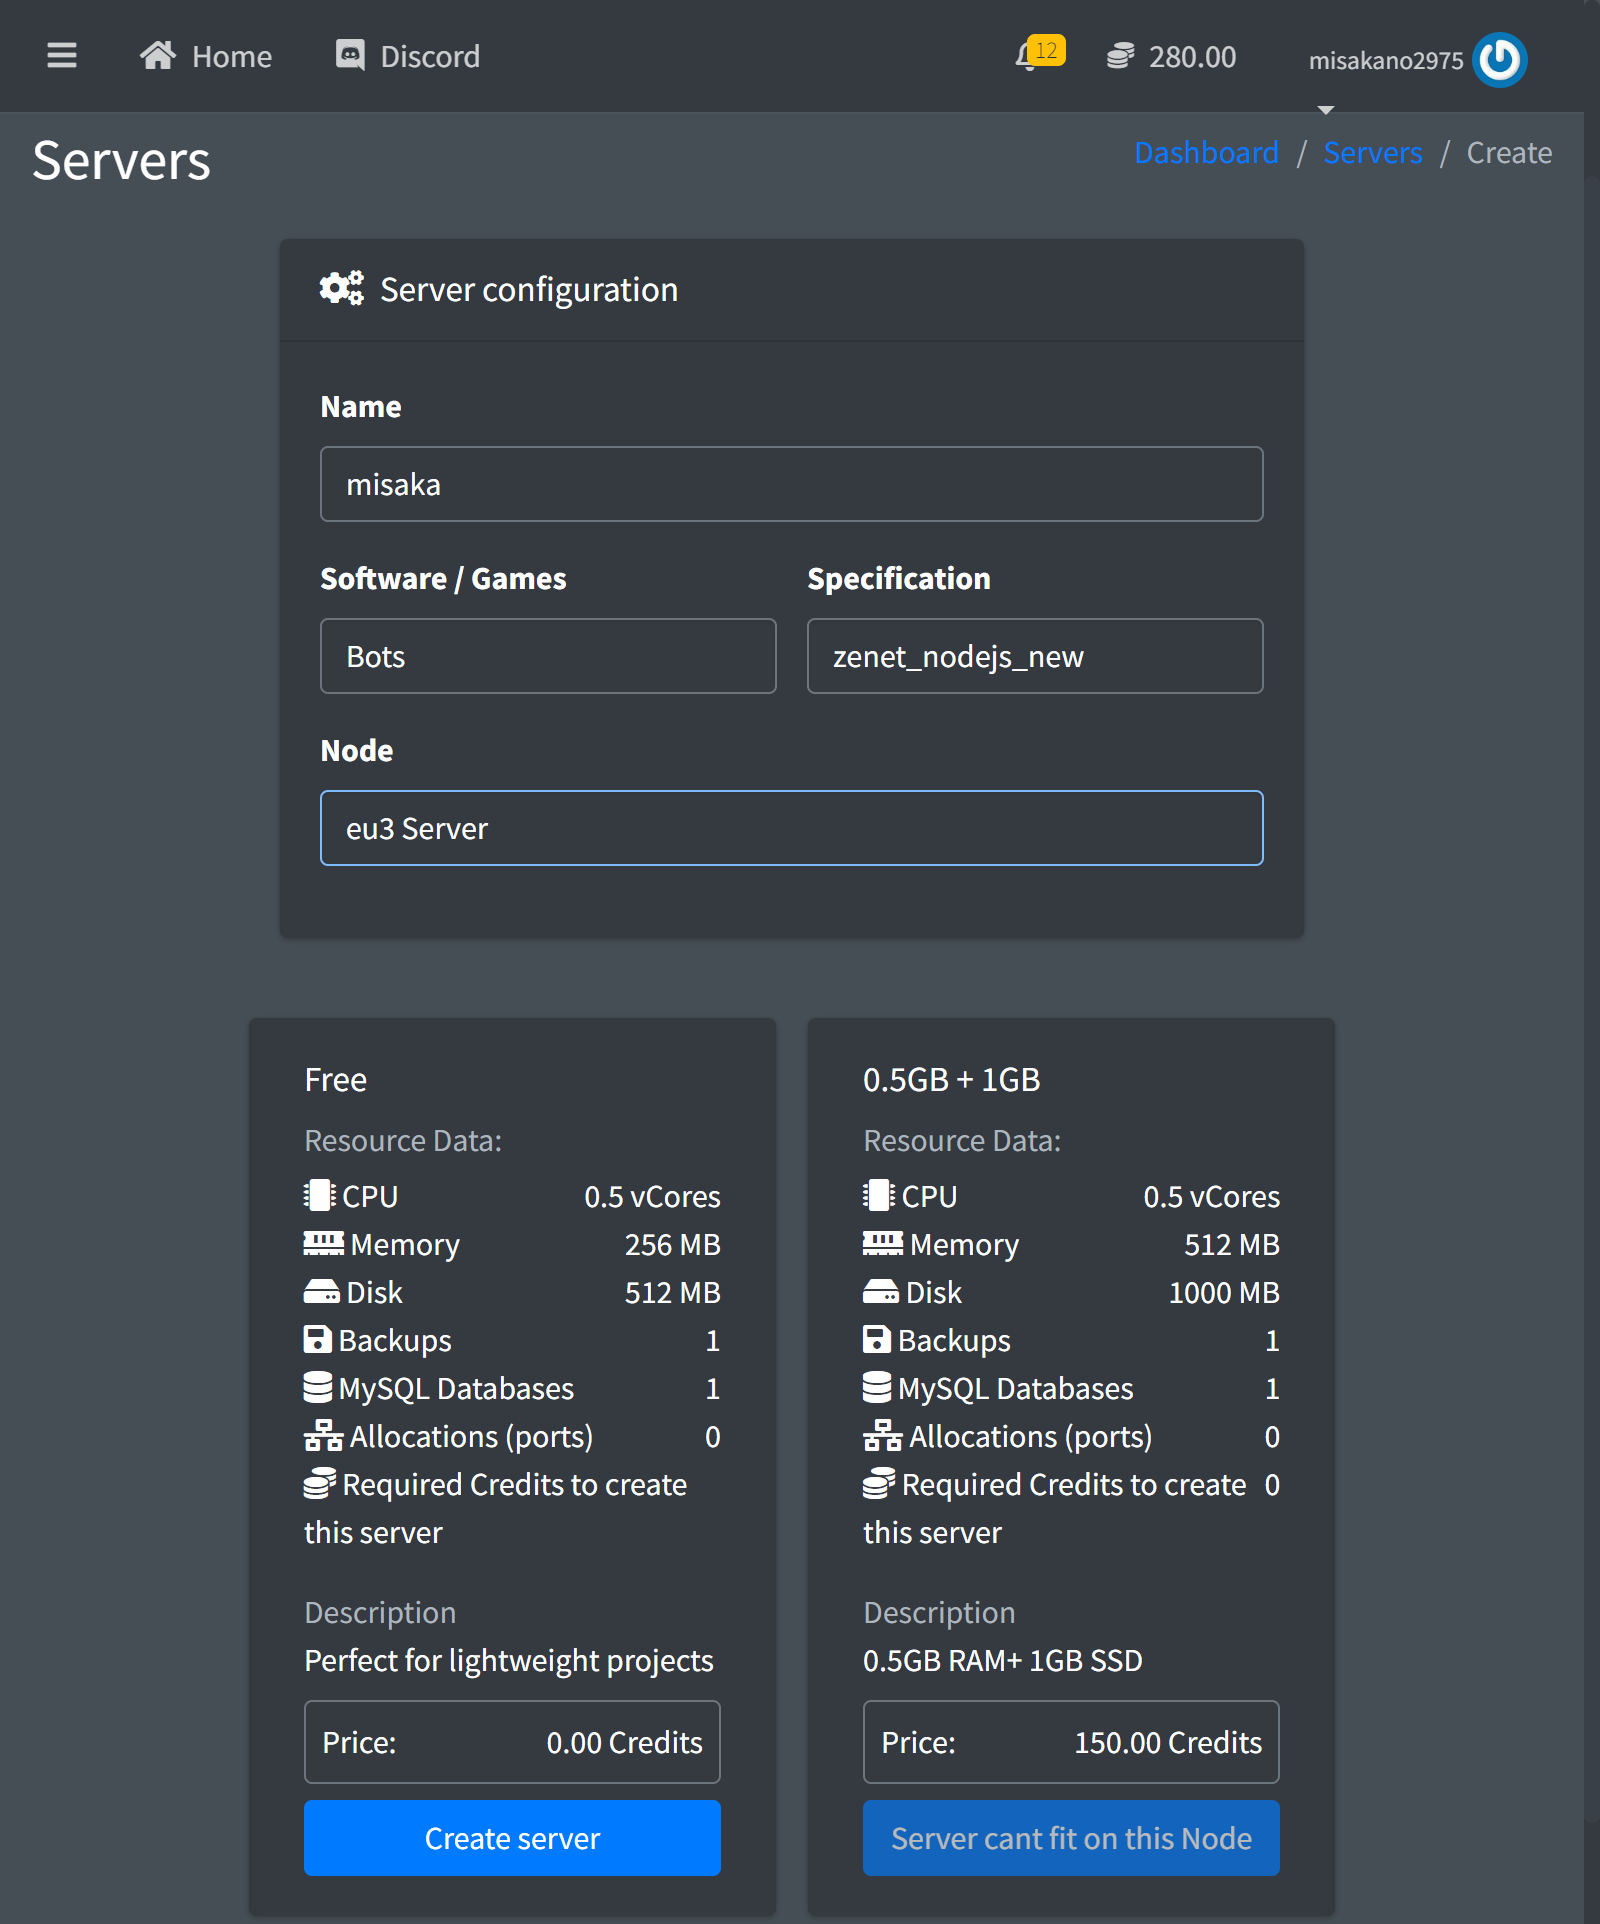 Home
Discord
12
280.00
misakano2975
Servers
Dashboard / Servers / Create
Server configuration
Name
misaka
Software / Games
Specification
Bots
zenet_nodejs_new
Node
eu3 Server
Free
Resource Data:
CPU 0.5 vCores
Memory 256 MB
Disk 512 MB
Backups 1
MySQL Databases 1
Allocations (ports) 0
Required Credits to create
this server
Description
Perfect for lightweight projects
Price: 0.00 Credits
Create server
0.5GB + 1GB
Resource Data:
CPU 0.5 vCores
Memory 512 MB
Disk 1000 MB
Backups 1
MySQL Databases 1
Allocations (ports) 0
Required Credits to create 0
this server
Description
0.5GB RAM+ 1GB SSD
Price: 150.00 Credits
Server cant fit on this Node